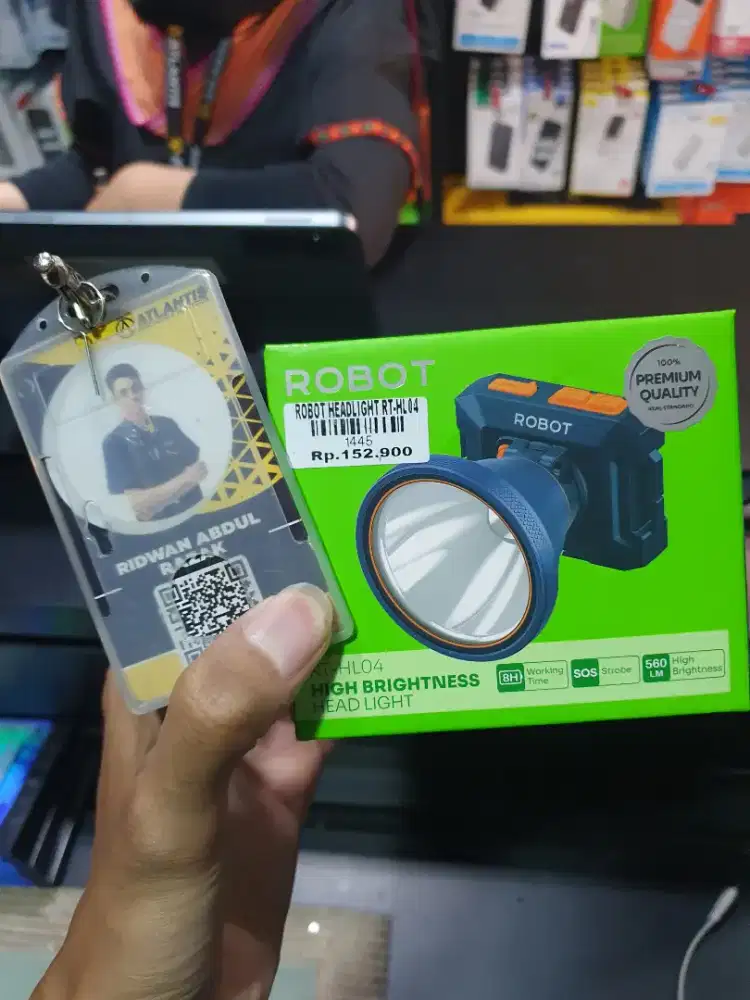 ATLANTIS
RIDWAN ABDUL
RAZAK
ROBOT
ROBOT HEADLIGHT RT-HL04
1445
Rp.152.900
ROBOT
100%
PREMIUM
QUALITY
RT-HL04
HIGH BRIGHTNESS
HEAD LIGHT
8H Working Time
SOS Strobe
560 LM High Brightness